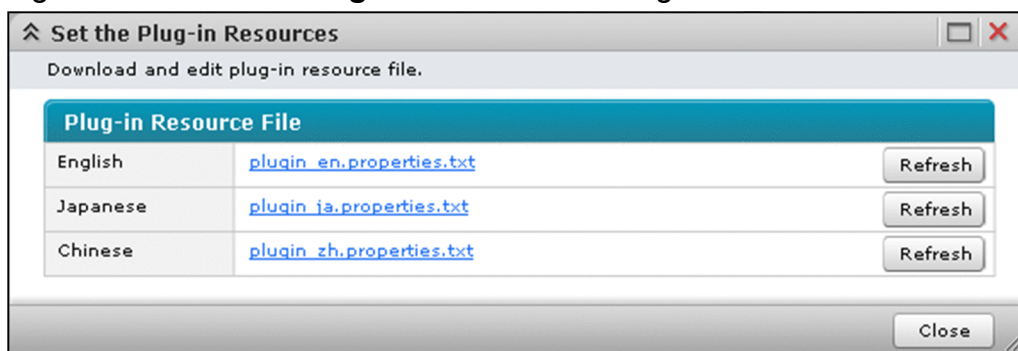 Set the Plug-in Resources
Download and edit plug-in resource file.
Plug-in Resource File
English plugin_en.properties.txt Refresh
Japanese plugin_ja.properties.txt Refresh
Chinese plugin_zh.properties.txt Refresh
Close